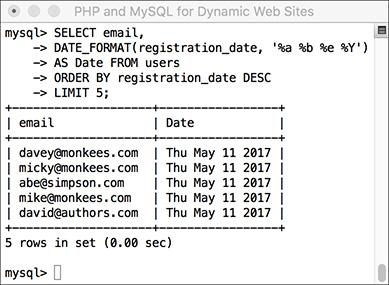 PHP and MySQL for Dynamic Web Sites
mysql> SELECT email,
    -> DATE_FORMAT(registration_date, '%a %b %e %Y')
    -> AS Date FROM users
    -> ORDER BY registration_date DESC
    -> LIMIT 5;
+-------------------+-----------------+
| email             | Date            |
+-------------------+-----------------+
| davey@monkees.com | Thu May 11 2017 |
| micky@monkees.com | Thu May 11 2017 |
| abe@simpson.com   | Thu May 11 2017 |
| mike@monkees.com  | Thu May 11 2017 |
| david@authors.com | Thu May 11 2017 |
+-------------------+-----------------+
5 rows in set (0.00 sec)
mysql>